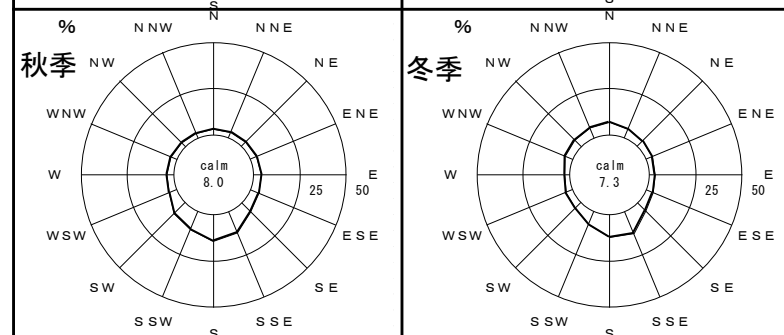 S
%
秋季
N
NNE
NE
ENE
E
ESE
SE
SSE
S
SSW
SW
WSW
W
WNW
NW
NNW
calm
8.0
25
50
S
%
冬季
N
NNE
NE
ENE
E
ESE
SE
SSE
S
SSW
SW
WSW
W
WNW
NW
NNW
calm
7.3
25
50